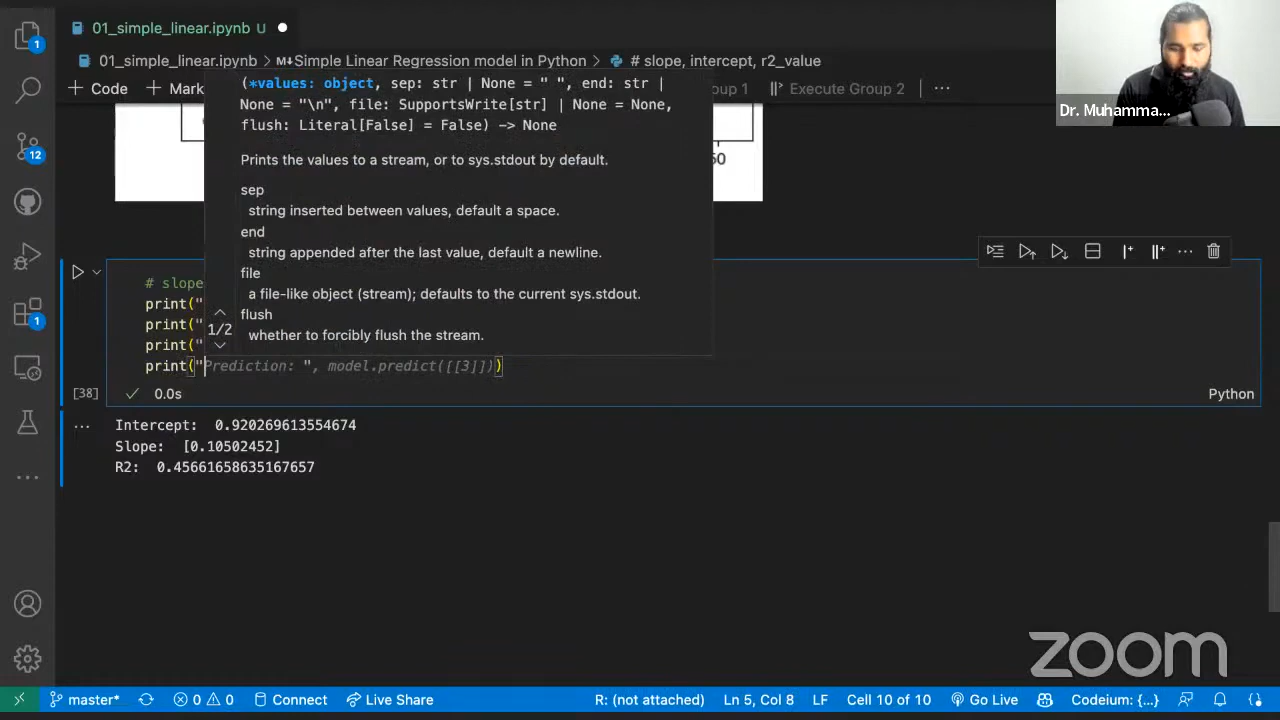 01_simple_linear.ipynb U
01_simple_linear.ipynb > M↓Simple Linear Regression model in Python > # slope, intercept, r2_value
+ Code + Mark
oup 1 Execute Group 2 ...
(*values: object, sep: str | None = " ", end: str |
None = "\n", file: SupportsWrite[str] | None = None,
flush: Literal[False] = False) -> None
Prints the values to a stream, or to sys.stdout by default.
sep
string inserted between values, default a space.
end
string appended after the last value, default a newline.
file
a file-like object (stream); defaults to the current sys.stdout.
flush
whether to forcibly flush the stream.
1/2
# slope
print("
print("
print("
print("Prediction: ", model.predict([[3]]))
[38] 0.0s Python
Intercept: 0.920269613554674
Slope: [0.10502452]
R2: 0.45661658635167657
Dr. Muhamma...
1
12
1
zoom
master* 0 0 Connect Live Share R: (not attached) Ln 5, Col 8 LF Cell 10 of 10 Go Live Codeium: {...}